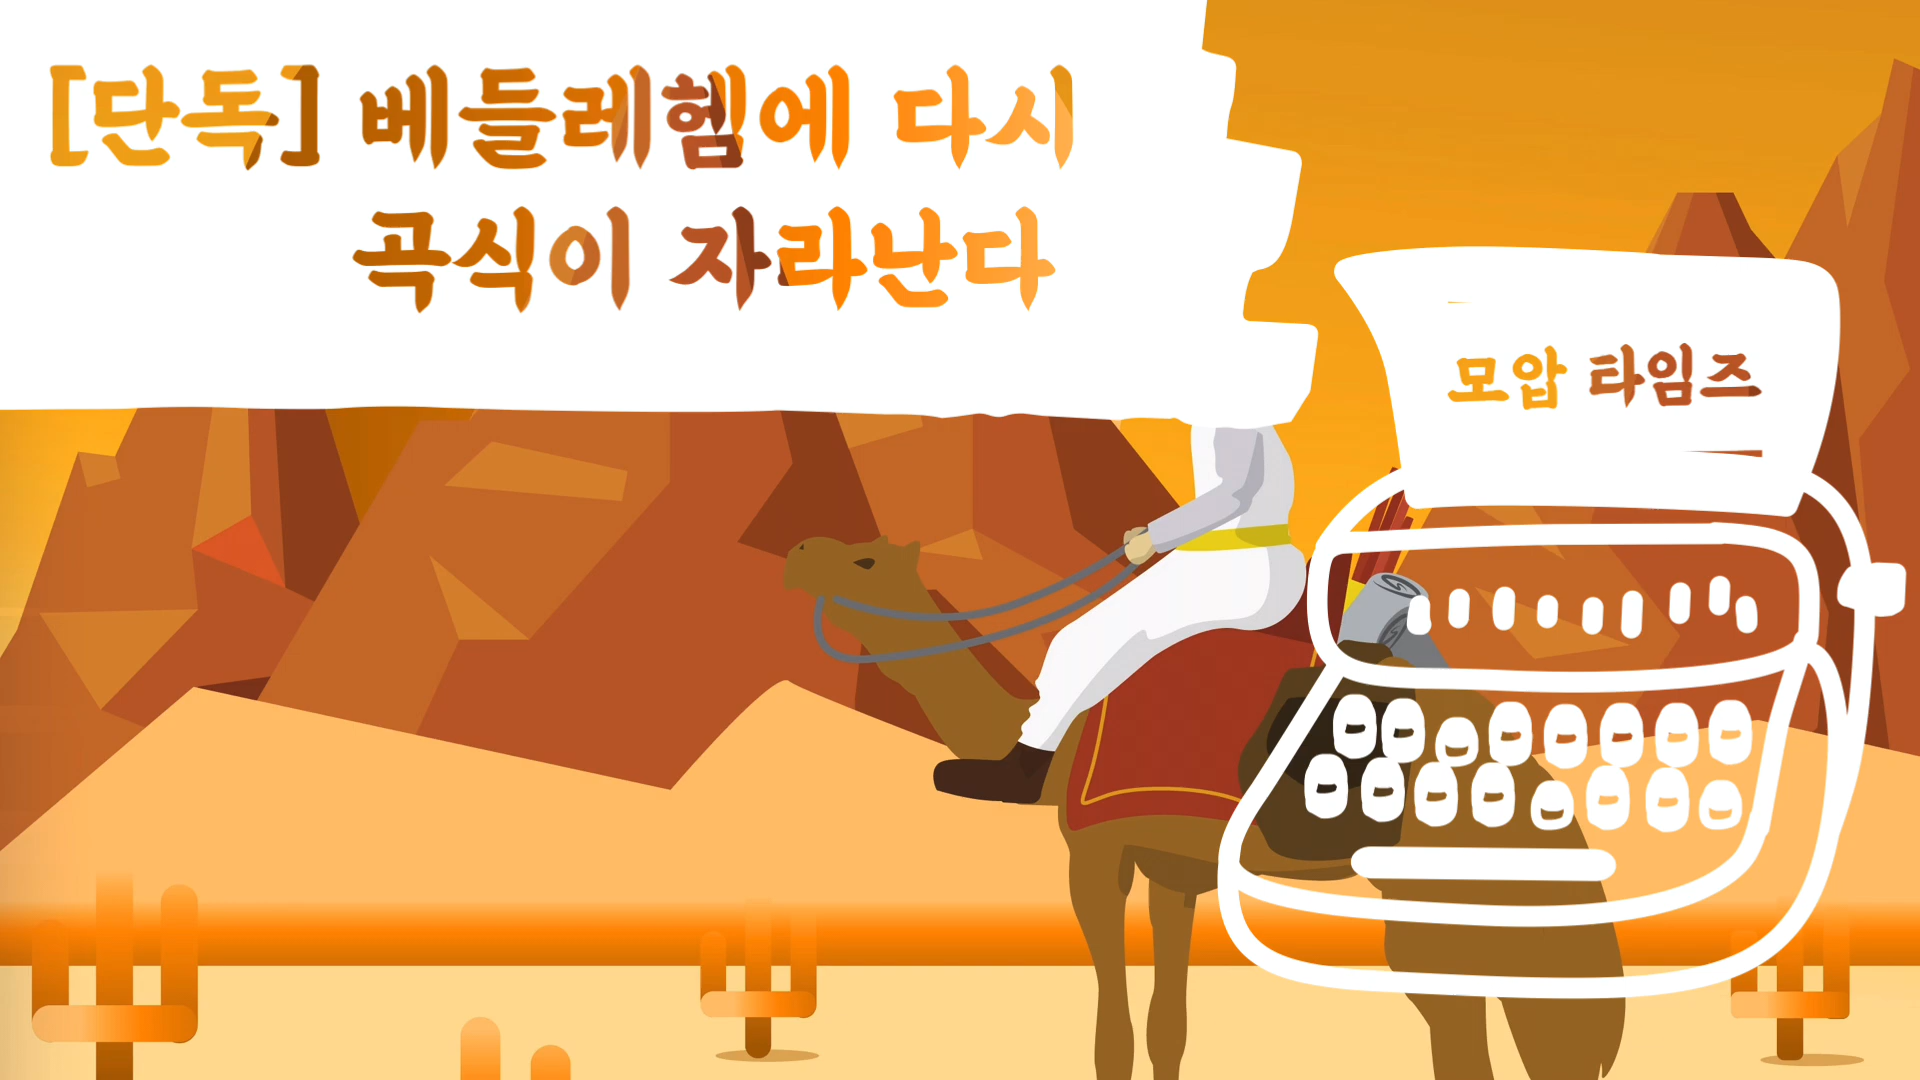 [단독] 베들레헴에 다시
곡식이 자라난다
모압 타임즈